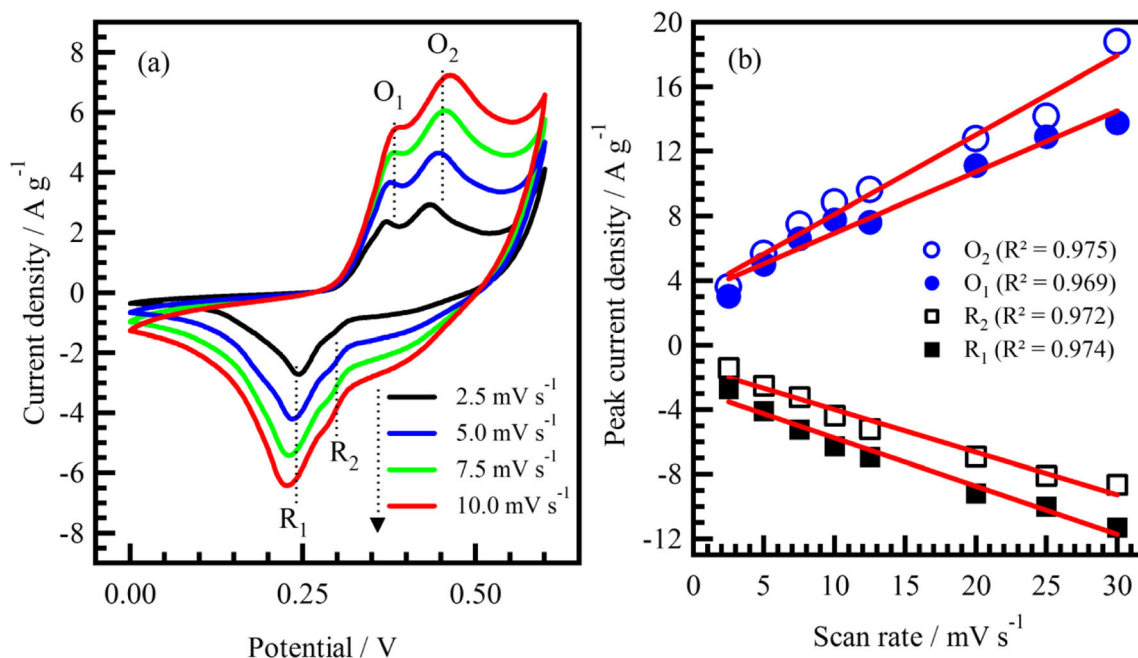 (a)
O₂
O₁
8
6
4
2
0
-2
-4
-6
-8
Current density / A g⁻¹
2.5 mV s⁻¹
5.0 mV s⁻¹
7.5 mV s⁻¹
10.0 mV s⁻¹
R₂
R₁
0.00 0.25 0.50
Potential / V
(b)
20
16
12
8
4
0
-4
-8
-12
Peak current density / A g⁻¹
O₂ (R² = 0.975)
O₁ (R² = 0.969)
R₂ (R² = 0.972)
R₁ (R² = 0.974)
0 5 10 15 20 25 30
Scan rate / mV s⁻¹